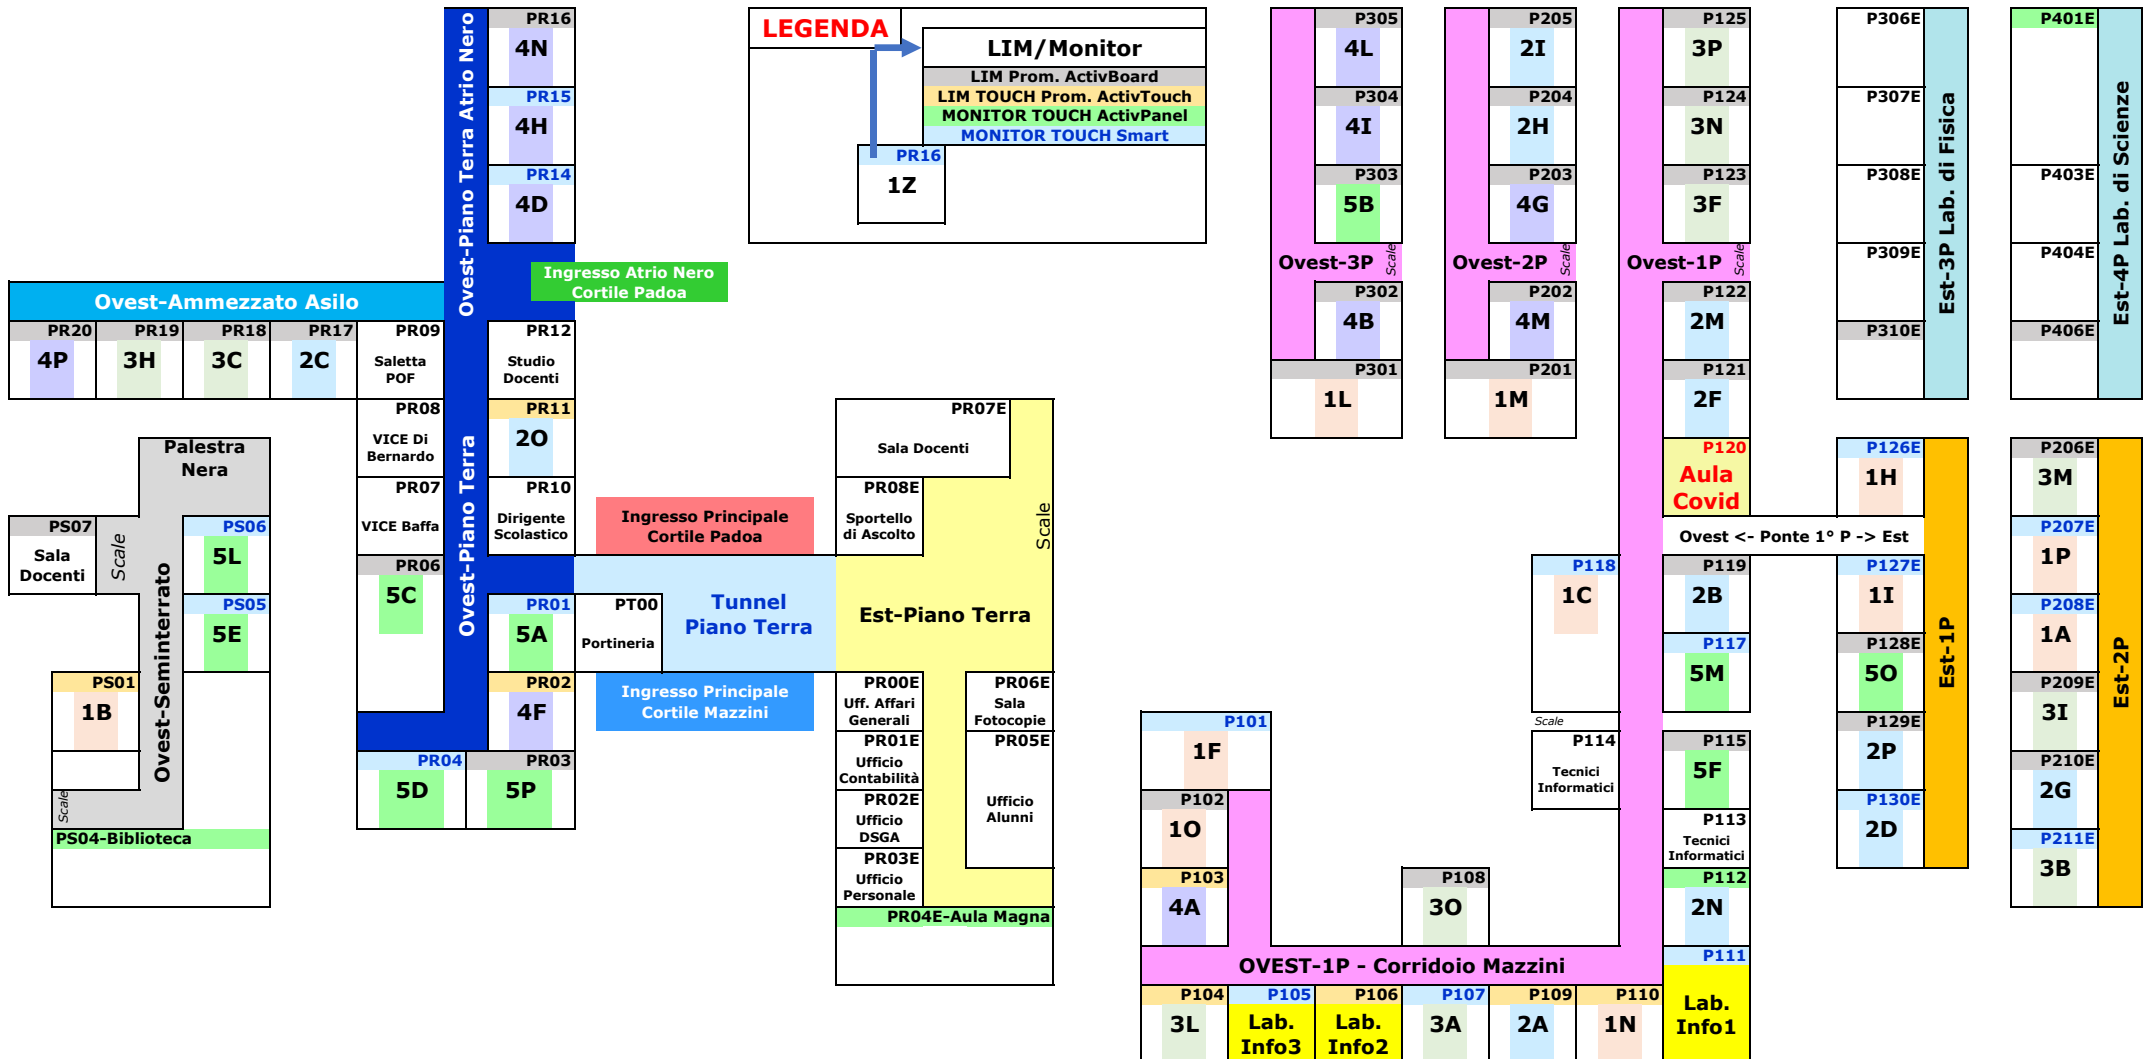 LEGENDA
LIM/Monitor
LIM Prom. ActivBoard
LIM TOUCH Prom. ActivTouch
MONITOR TOUCH ActivPanel
MONITOR TOUCH Smart
PR16
1Z
Ovest-Piano Terra Atrio Nero
PR16
4N
PR15
4H
PR14
4D
Ingresso Atrio Nero
Cortile Padoa
Ovest-Ammezzato Asilo
PR20
4P
PR19
3H
PR18
3C
PR17
2C
PR09
Saletta
POF
PR12
Studio
Docenti
PR08
VICE Di
Bernardo
PR11
2O
PR07
VICE Baffa
PR10
Dirigente
Scolastico
Ovest-Piano Terra
PR06
5C
PR01
5A
PT00
Portineria
PR02
4F
PR04
5D
PR03
5P
Ingresso Principale
Cortile Padoa
Tunnel
Piano Terra
Ingresso Principale
Cortile Mazzini
Palestra
Nera
PS07
Sala
Docenti
Scale
PS06
5L
PS05
5E
Ovest-Seminterrato
PS01
1B
Scale
PS04-Biblioteca
PR07E
Sala Docenti
PR08E
Sportello
di Ascolto
Scale
Est-Piano Terra
PR00E
Uff. Affari
Generali
PR06E
Sala
Fotocopie
PR01E
Ufficio
Contabilità
PR05E
Ufficio
Alunni
PR02E
Ufficio
DSGA
PR03E
Ufficio
Personale
PR04E-Aula Magna
P305
4L
P304
4I
P303
5B
Ovest-3P
Scale
P302
4B
P301
1L
P205
2I
P204
2H
P203
4G
Ovest-2P
Scale
P202
4M
P201
1M
P125
3P
P124
3N
P123
3F
Ovest-1P
Scale
P122
2M
P121
2F
P120
Aula
Covid
Ovest <- Ponte 1° P -> Est
P118
1C
P119
2B
P117
5M
Scale
P114
Tecnici
Informatici
P115
5F
P113
Tecnici
Informatici
P112
2N
P111
Lab.
Info1
P101
1F
P102
1O
P103
4A
P108
3O
OVEST-1P - Corridoio Mazzini
P104
3L
P105
Lab.
Info3
P106
Lab.
Info2
P107
3A
P109
2A
P110
1N
P306E
P307E
P308E
P309E
P310E
Est-3P Lab. di Fisica
P401E
P403E
P404E
P406E
Est-4P Lab. di Scienze
P126E
1H
P127E
1I
P128E
5O
P129E
2P
P130E
2D
Est-1P
P206E
3M
P207E
1P
P208E
1A
P209E
3I
P210E
2G
P211E
3B
Est-2P